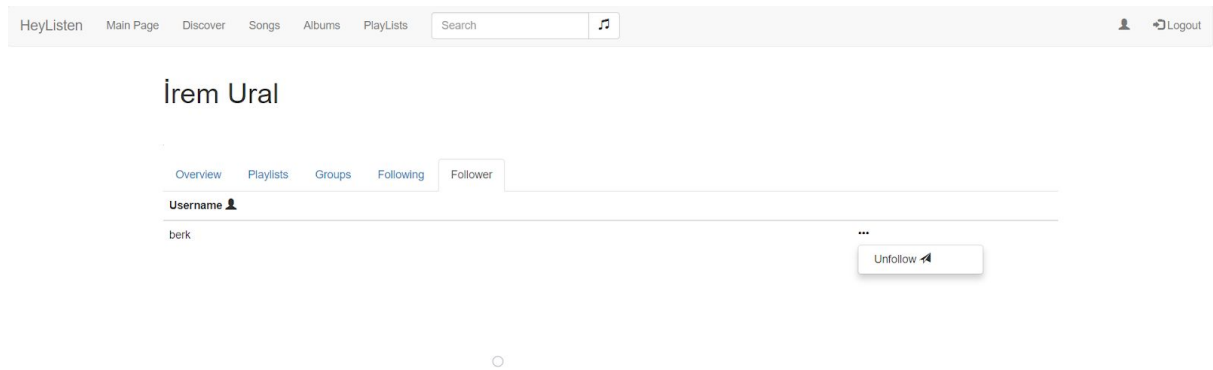 HeyListen Main Page Discover Songs Albums PlayLists Search Logout
İrem Ural
Overview Playlists Groups Following Follower
Username
berk ...
Unfollow